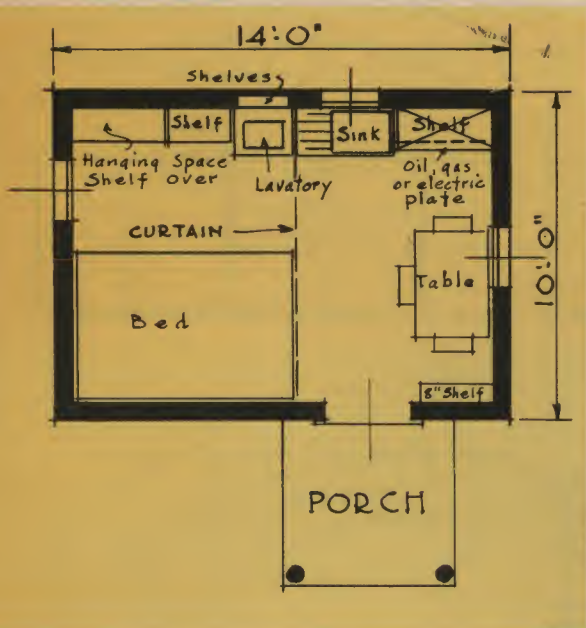 14'-0"
Shelves
Shelf
Sink
Shelf
Hanging Space
Shelf over
Lavatory
Oil, gas
or electric
plate
CURTAIN
10'-0"
Table
Bed
8" Shelf
PORCH